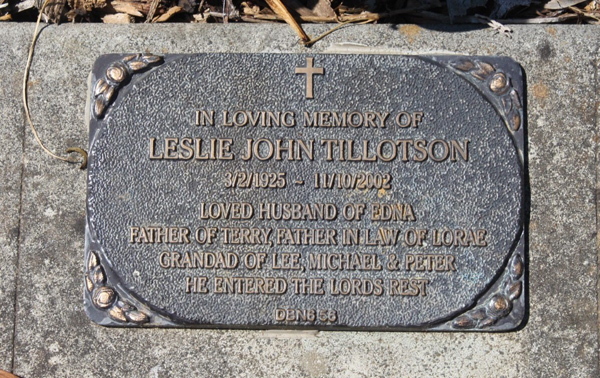 IN LOVING MEMORY OF
LESLIE JOHN TILLOTSON
3/2/1925 ~ 11/10/2002
LOVED HUSBAND OF EDNA
FATHER OF TERRY, FATHER IN LAW OF LORAE
GRANDAD OF LEE, MICHAEL & PETER
HE ENTERED THE LORDS REST
DBN6 58